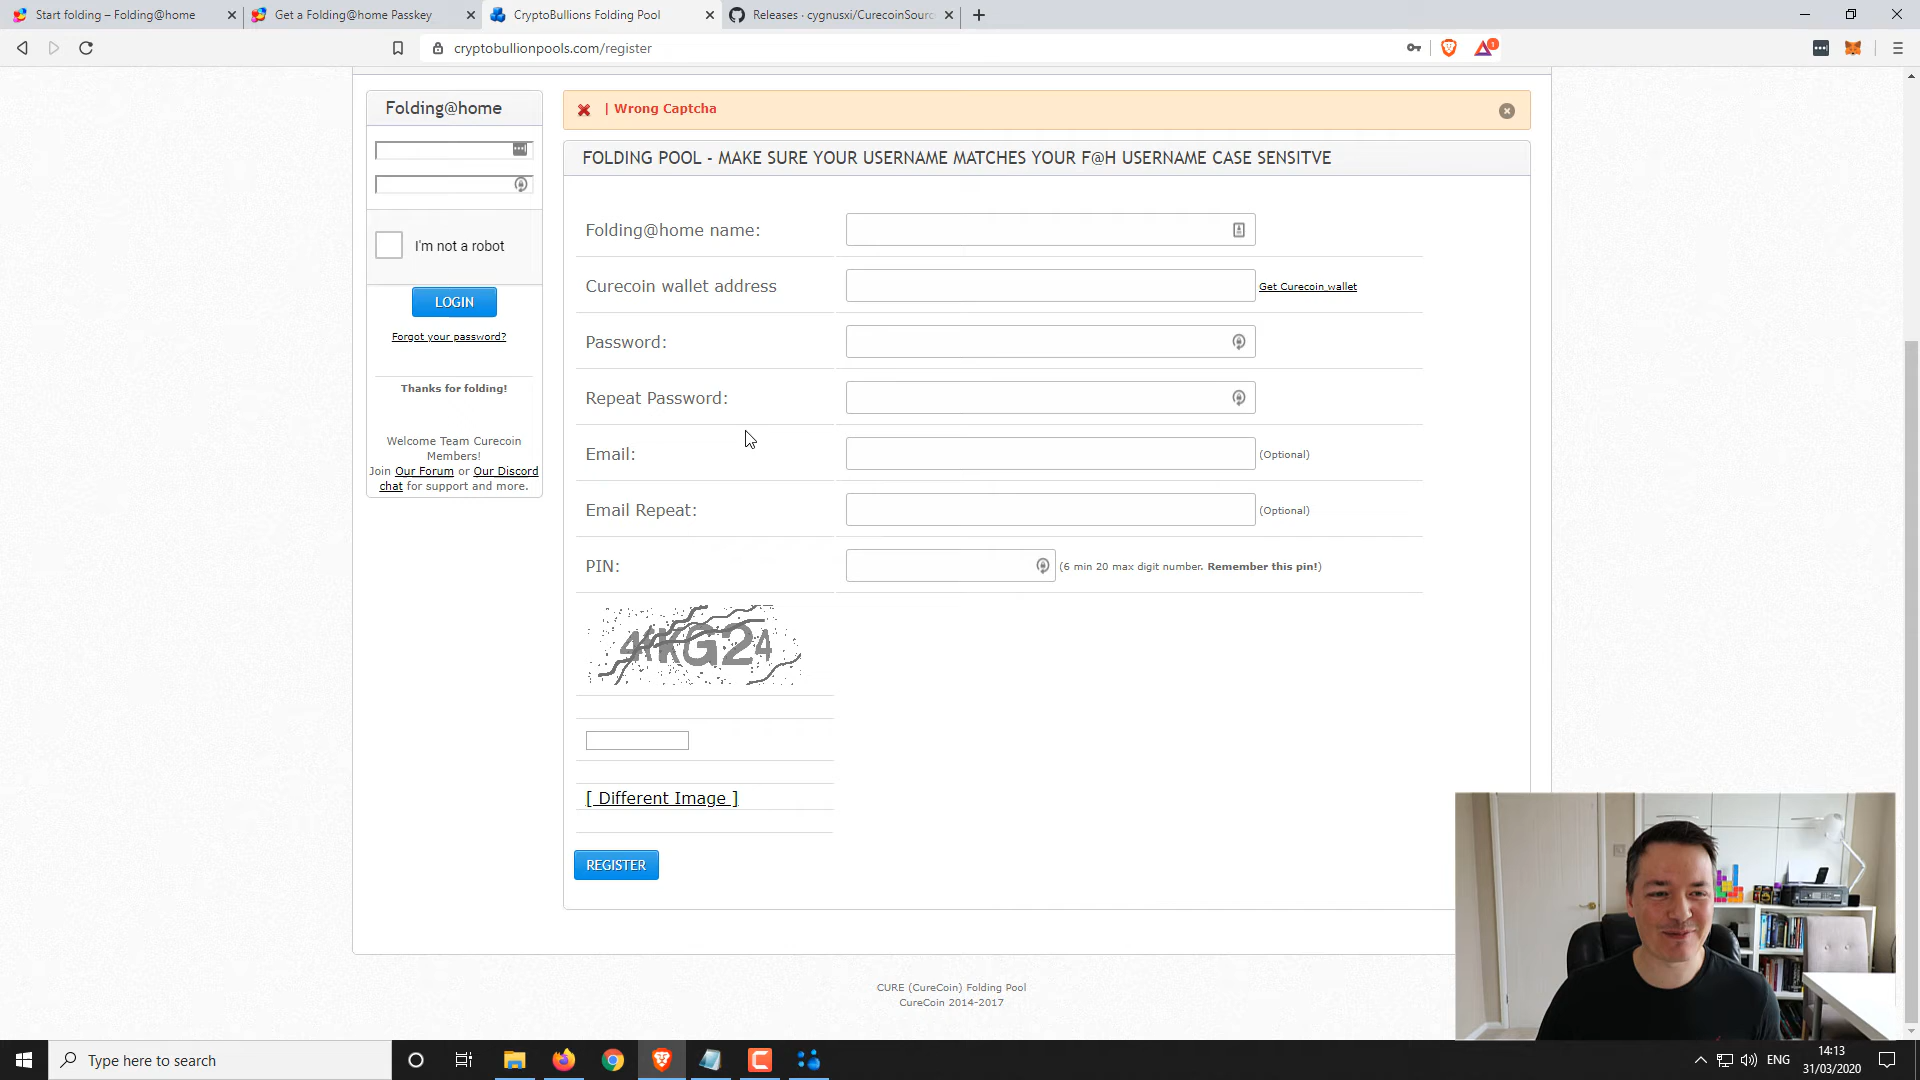 Start folding – Folding@home
Get a Folding@home Passkey
CryptoBullions Folding Pool
Releases · cygnusxi/CurecoinSourc
cryptobullionpools.com/register
1
Folding@home
| Wrong Captcha
FOLDING POOL - MAKE SURE YOUR USERNAME MATCHES YOUR F@H USERNAME CASE SENSITVE
I'm not a robot
LOGIN
Forgot your password?
Thanks for folding!
Welcome Team Curecoin
Members!
Join Our Forum or Our Discord
chat for support and more.
Folding@home name:
Curecoin wallet address
Get Curecoin wallet
Password:
Repeat Password:
Email:
(Optional)
Email Repeat:
(Optional)
PIN:
(6 min 20 max digit number. Remember this pin!)
[ Different Image ]
REGISTER
CURE (CureCoin) Folding Pool
CureCoin 2014-2017
Type here to search
ENG
14:13
31/03/2020